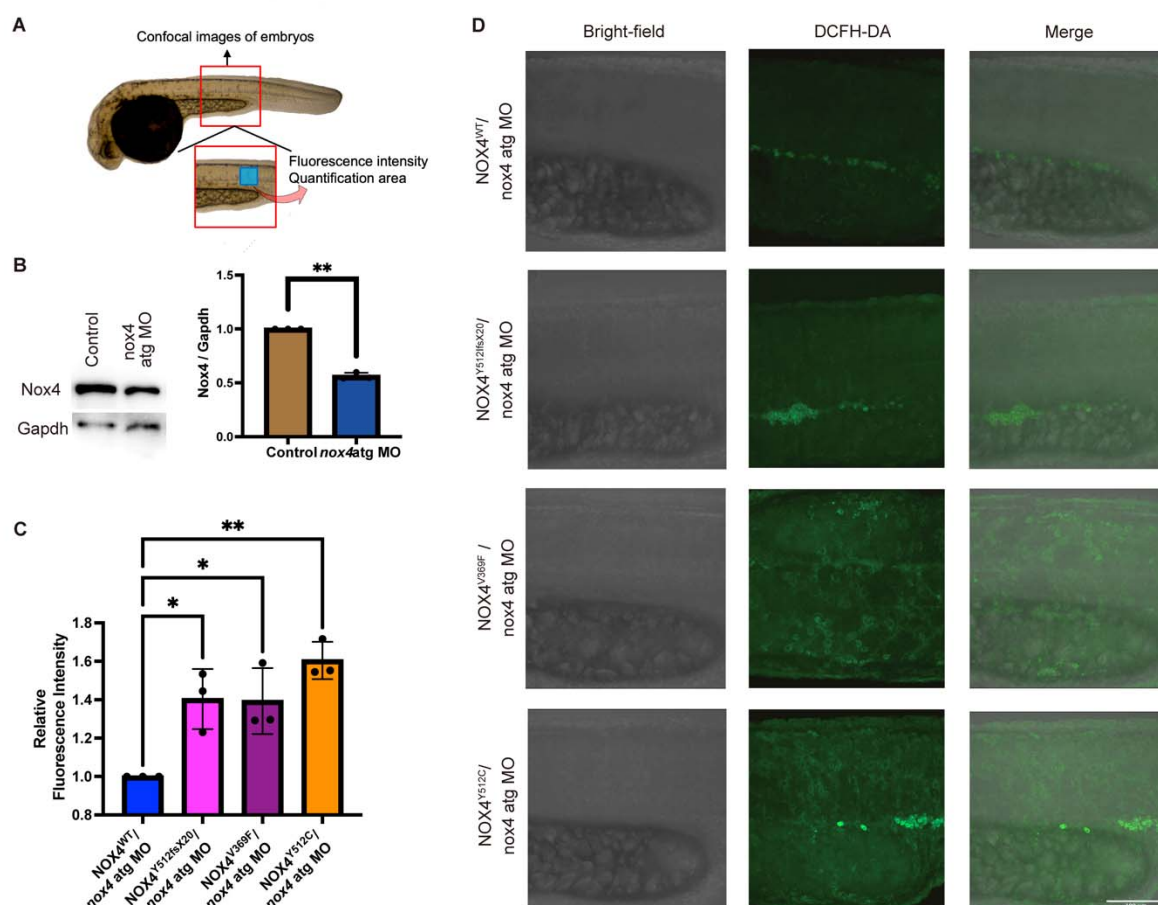 A
Confocal images of embryos
Fluorescence intensity
Quantification area
B
Control
nox4
atg MO
Nox4
Gapdh
**
Nox4 / Gapdh
1.5
1.0
0.5
0.0
Control nox4atg MO
C
**
*
*
Relative
Fluorescence Intensity
1.8
1.6
1.4
1.2
1.0
0.8
NOX4WT/
nox4 atg MO
NOX4Y512fsX20/
nox4 atg MO
NOX4V369F/
nox4 atg MO
NOX4Y512C/
nox4 atg MO
D
Bright-field
DCFH-DA
Merge
NOX4WT/
nox4 atg MO
NOX4Y512IfsX20/
nox4 atg MO
NOX4V369F/
nox4 atg MO
NOX4Y512C/
nox4 atg MO